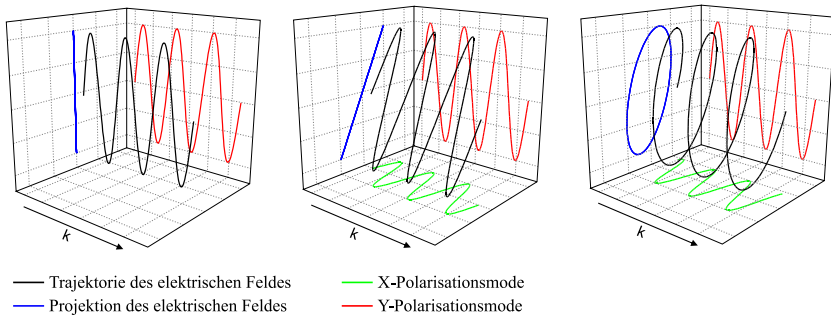 k
k
k
Trajektorie des elektrischen Feldes
X-Polarisationsmode
Projektion des elektrischen Feldes
Y-Polarisationsmode